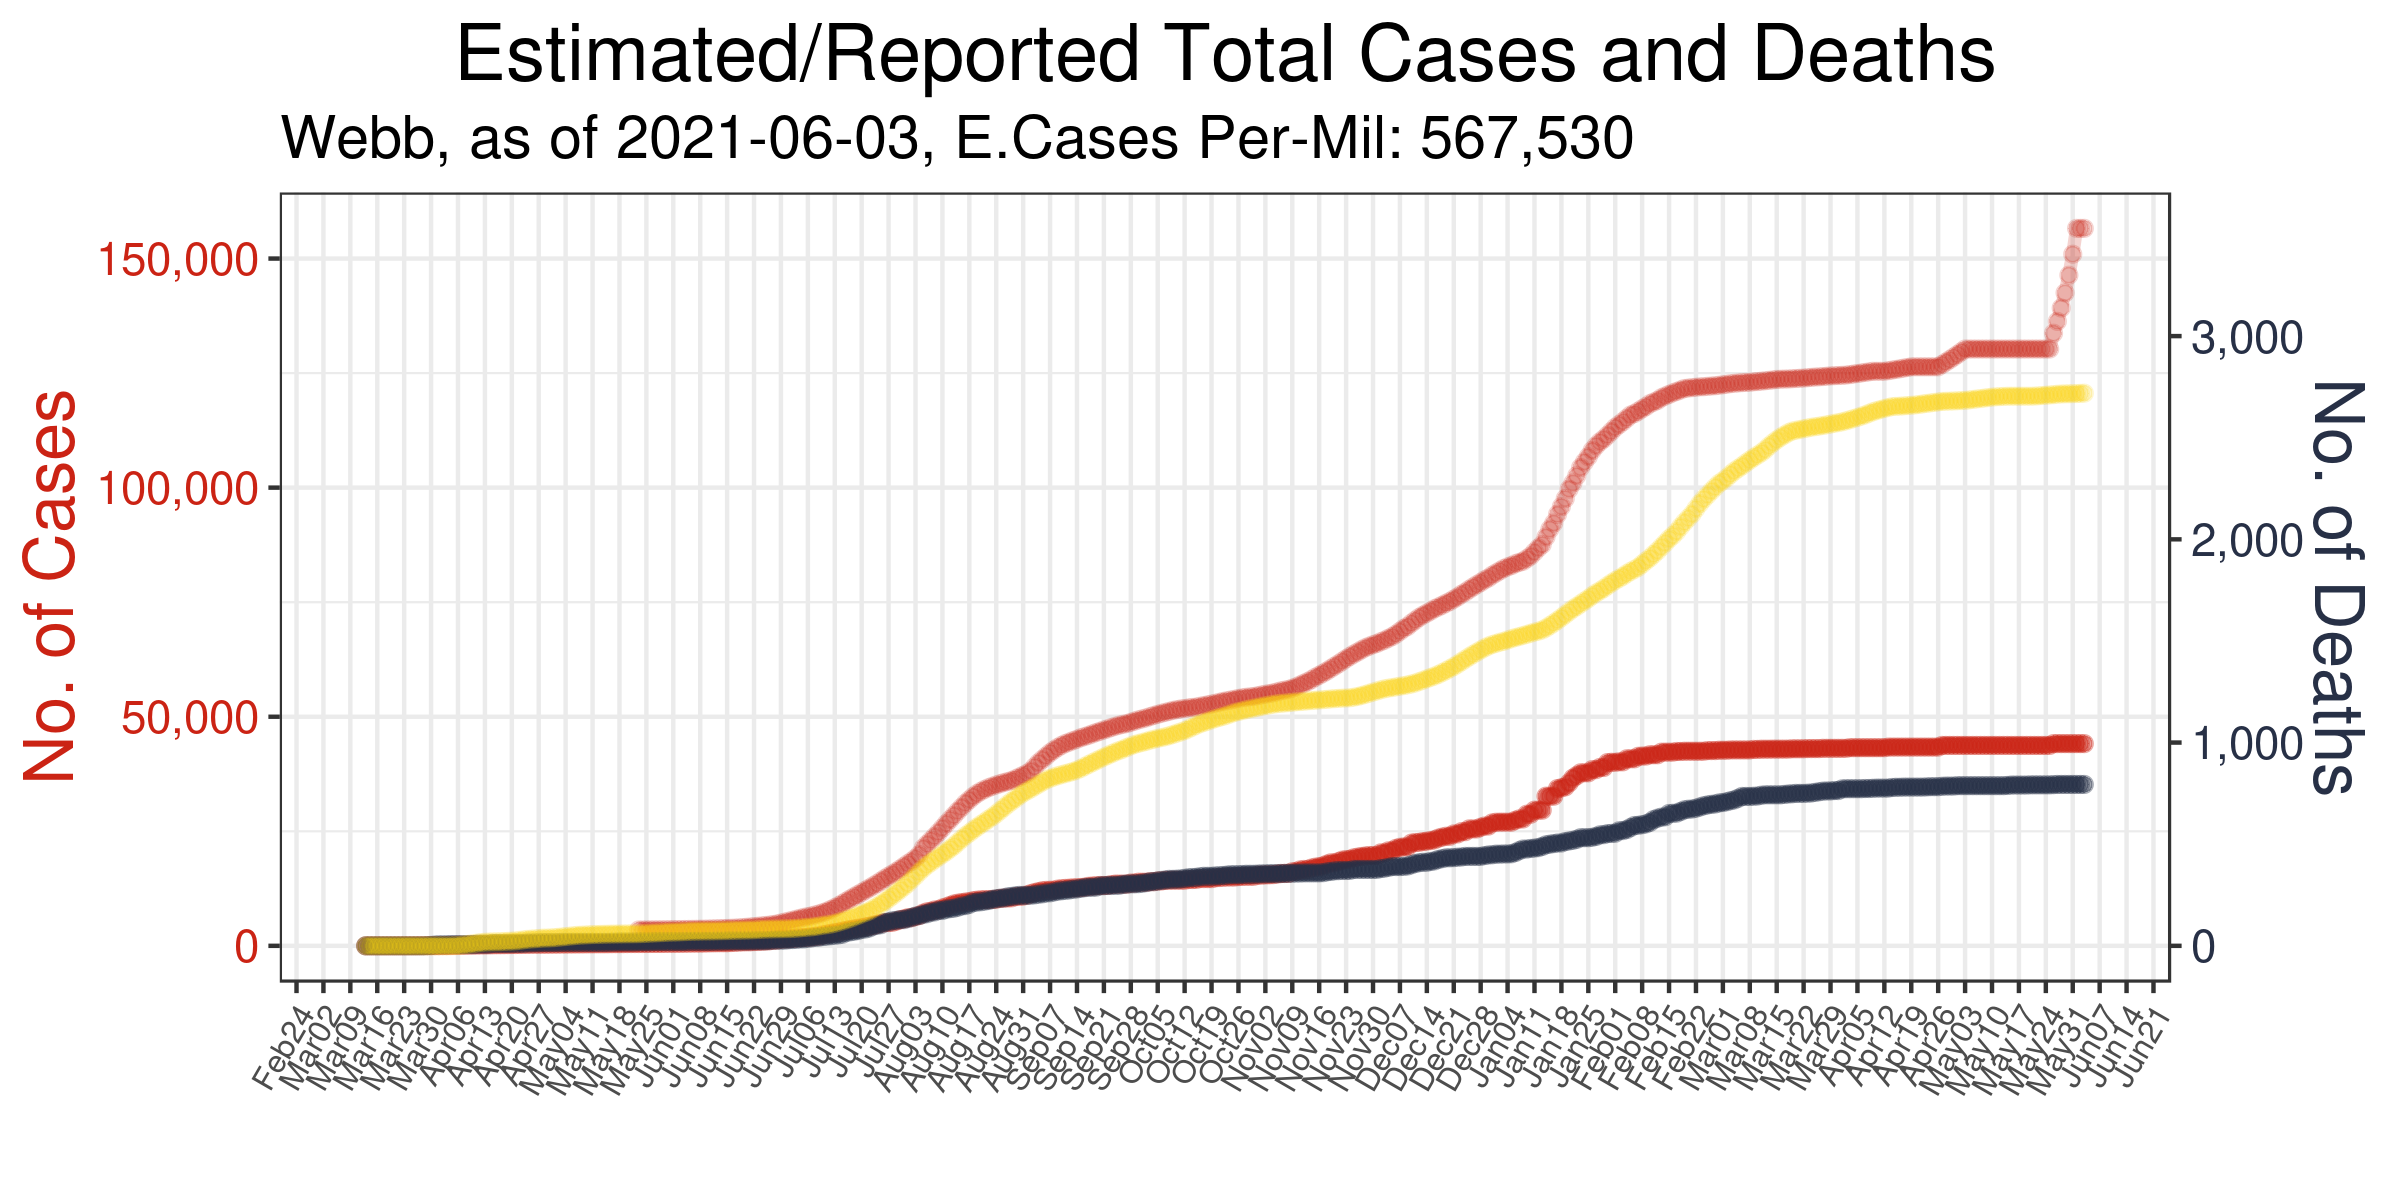 Estimated/Reported Total Cases and Deaths
Webb, as of 2021-06-03, E.Cases Per-Mil: 567,530
No. of Cases
150,000
100,000
50,000
0
3,000
2,000
1,000
0
No. of Deaths
Feb24
Mar02
Mar09
Mar16
Mar23
Mar30
Apr06
Apr13
Apr20
Apr27
May04
May11
May18
May25
Jun01
Jun08
Jun15
Jun22
Jun29
Jul06
Jul13
Jul20
Jul27
Aug03
Aug10
Aug17
Aug24
Aug31
Sep07
Sep14
Sep21
Sep28
Oct05
Oct12
Oct19
Oct26
Nov02
Nov09
Nov16
Nov23
Nov30
Dec07
Dec14
Dec21
Dec28
Jan04
Jan11
Jan18
Jan25
Feb01
Feb08
Feb15
Feb22
Mar01
Mar08
Mar15
Mar22
Mar29
Apr05
Apr12
Apr19
Apr26
May03
May10
May17
May24
May31
Jun07
Jun14
Jun21